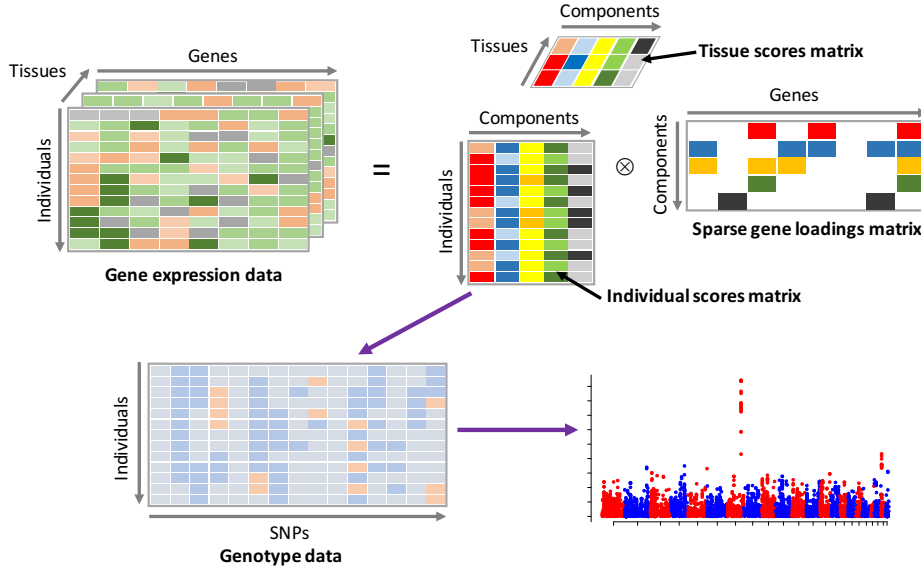 Components
Genes
Tissues
Tissues
Tissue scores matrix
Genes
Components
Individuals
=
Individuals
⊗
Components
Sparse gene loadings matrix
Gene expression data
Individual scores matrix
Individuals
SNPs
Genotype data